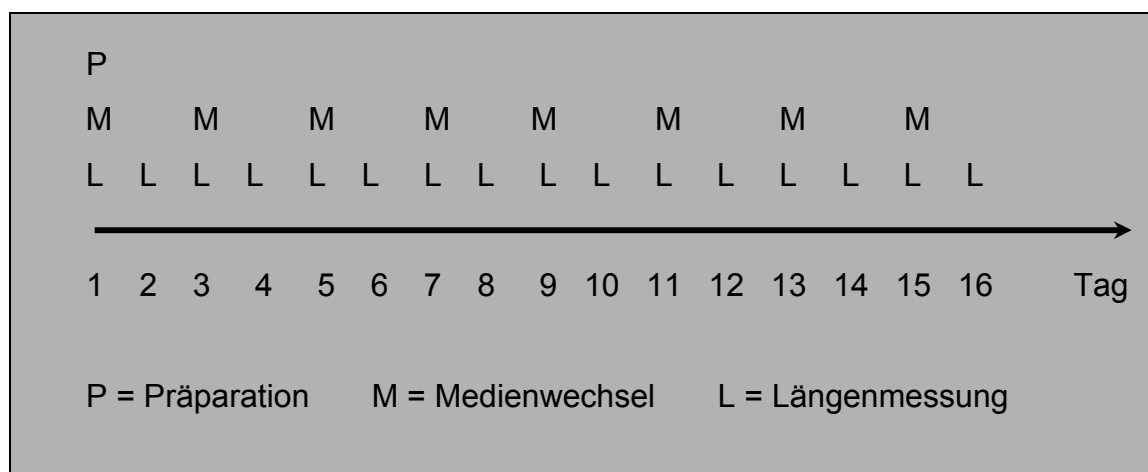 P
M M M M M M M M
L L L L L L L L L L L L L L L L
1 2 3 4 5 6 7 8 9 10 11 12 13 14 15 16 Tag
P = Präparation M = Medienwechsel L = Längenmessung